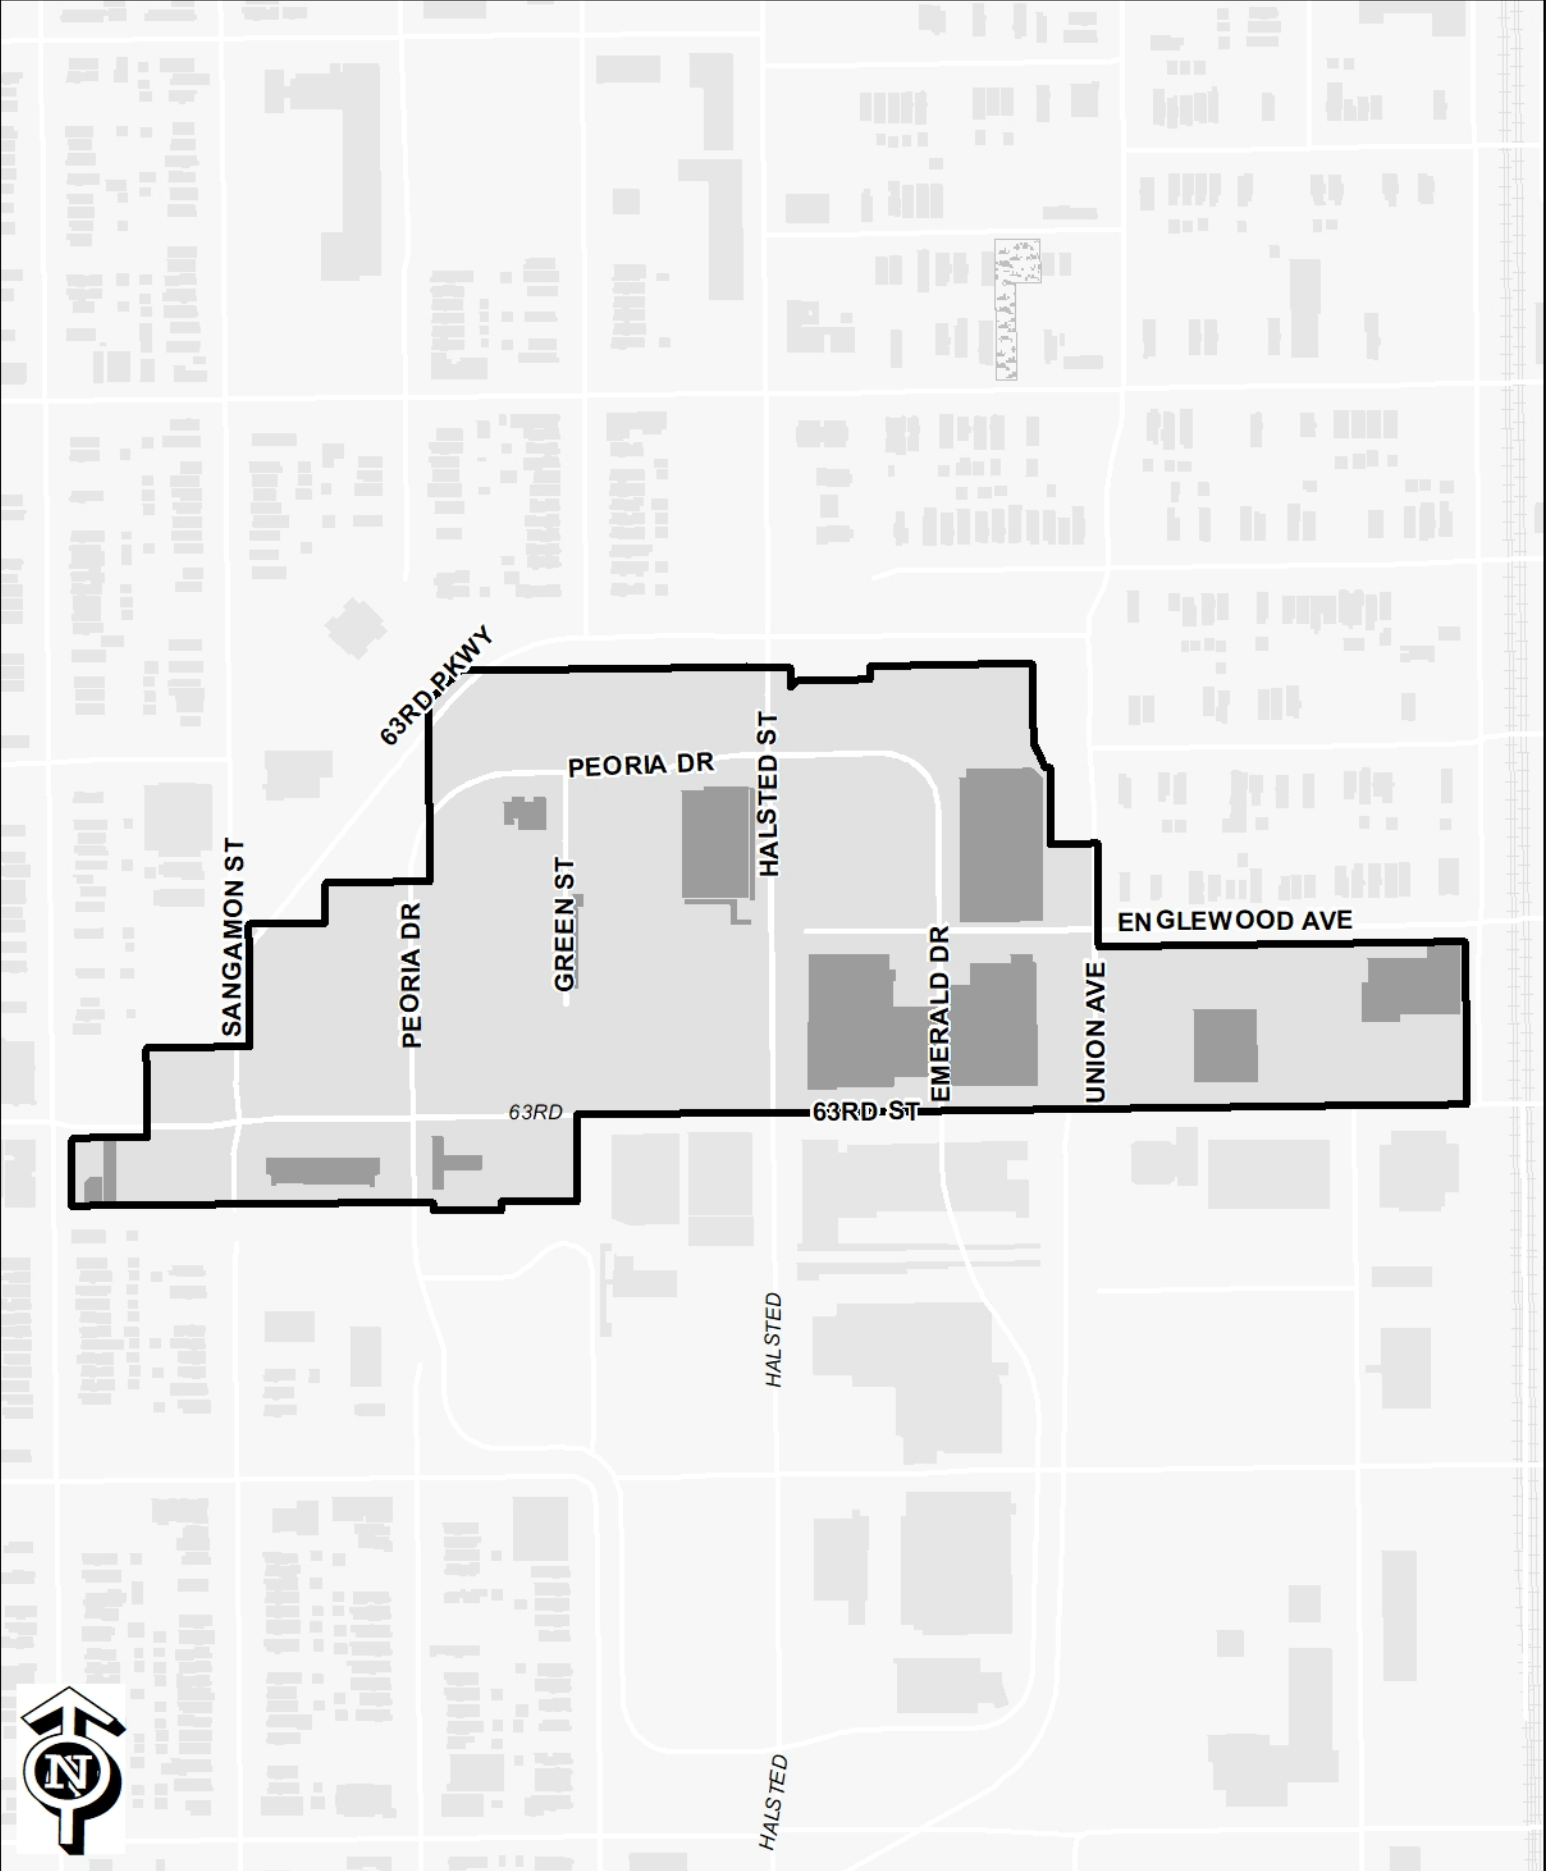 63RD PKWY
PEORIA DR
HALSTED ST
SANGAMON ST
GREEN ST
PEORIA DR
ENGLEWOOD AVE
EMERALD DR
UNION AVE
63RD
63RD ST
HALSTED
N
HALSTED